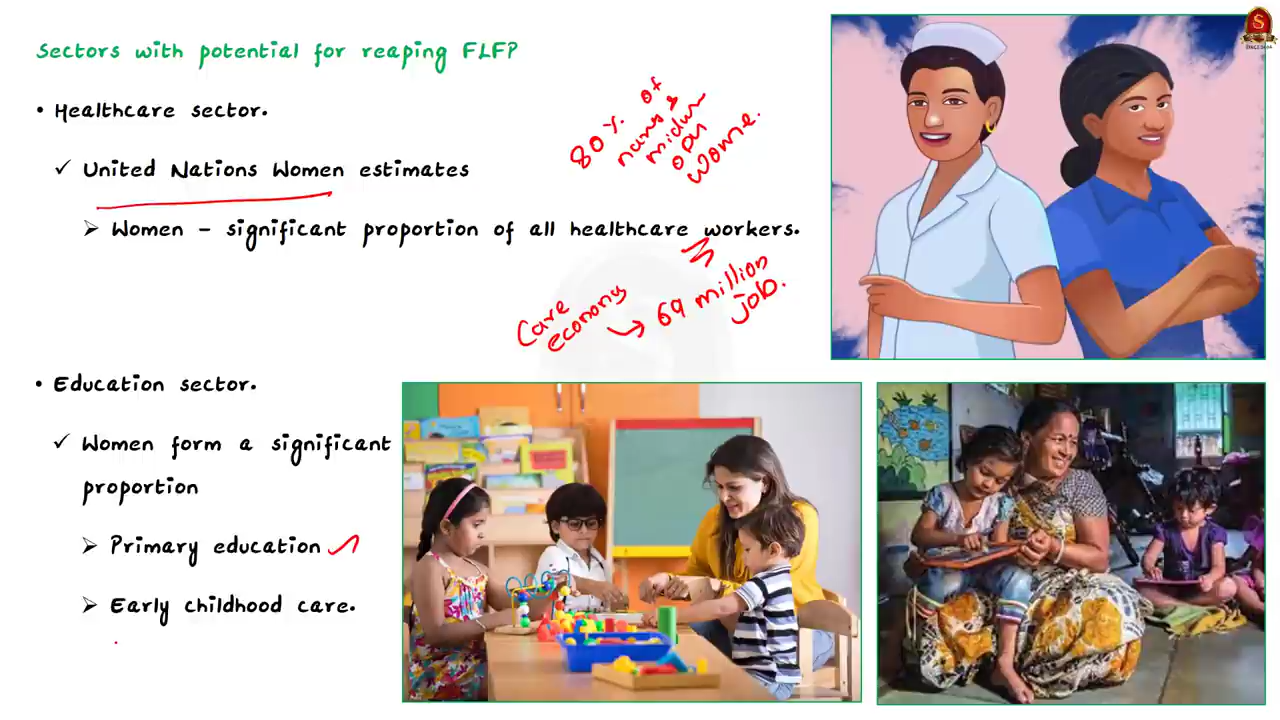 Sectors with potential for reaping FLFP
• Healthcare sector.
✓ United Nations Women estimates
➢ Women – significant proportion of all healthcare workers.
80% of
nurses &
midwi
are
women.
Care
economy → 69 million
job.
• Education sector.
✓ Women form a significant
proportion
➢ Primary education
➢ Early childhood care.
S